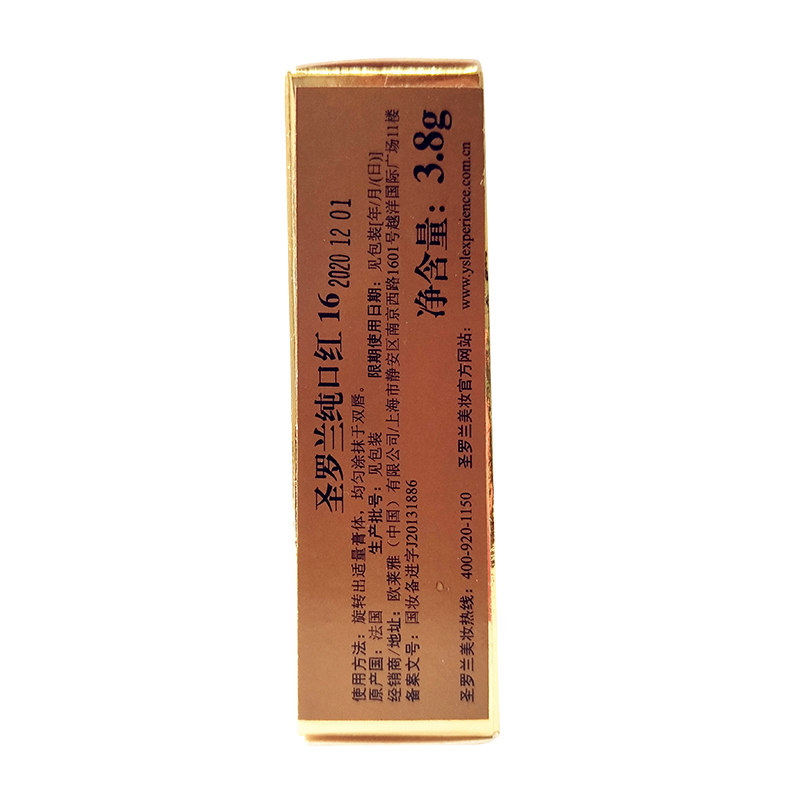 圣罗兰纯口红 16
2020 12 01
使用方法：旋转出适量膏体，均匀涂抹于双唇。
原产国：法国 生产批号：见包装 限期使用日期：见包装[年/月/(日)]
经销商/地址：欧莱雅（中国）有限公司/上海市静安区南京西路1601号越洋国际广场11楼
备案文号：国妆备进字J20131886
净含量：3.8g
圣罗兰美妆热线：400-920-1150 圣罗兰美妆官方网站：www.yslexperience.com.cn